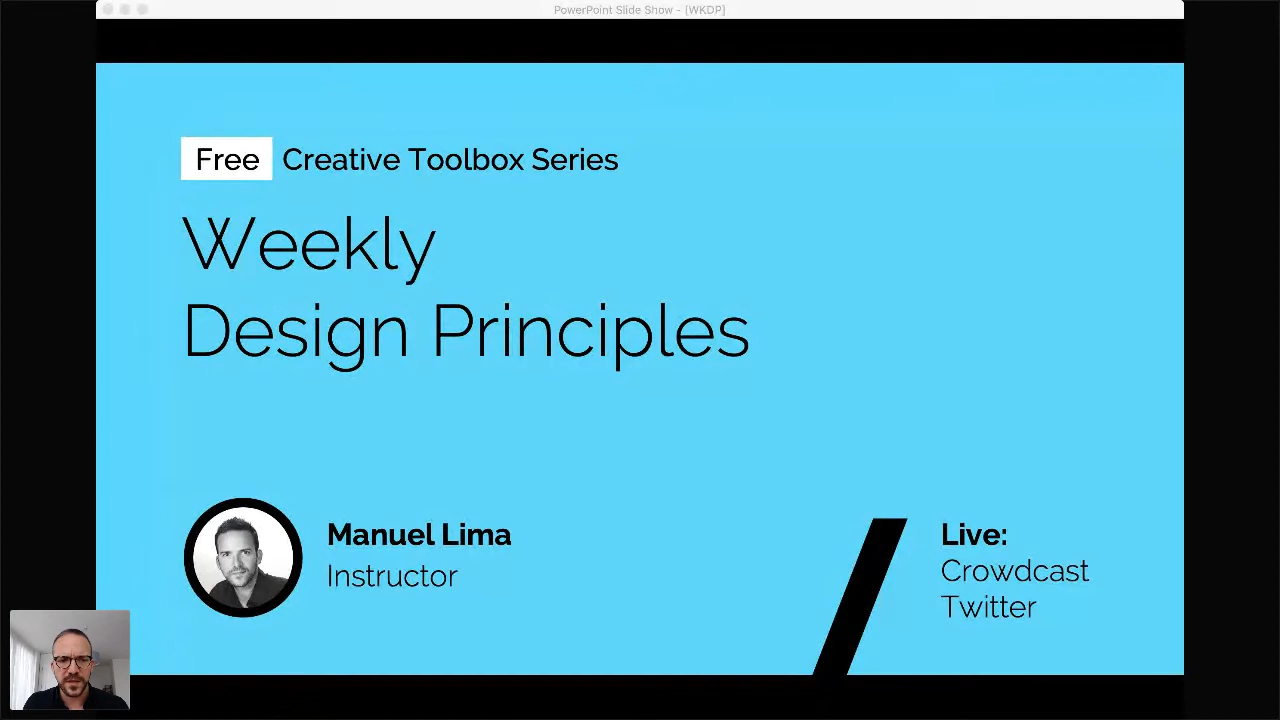 PowerPoint Slide Show - [WKDP]
Free Creative Toolbox Series
Weekly
Design Principles
Manuel Lima
Instructor
Live:
Crowdcast
Twitter